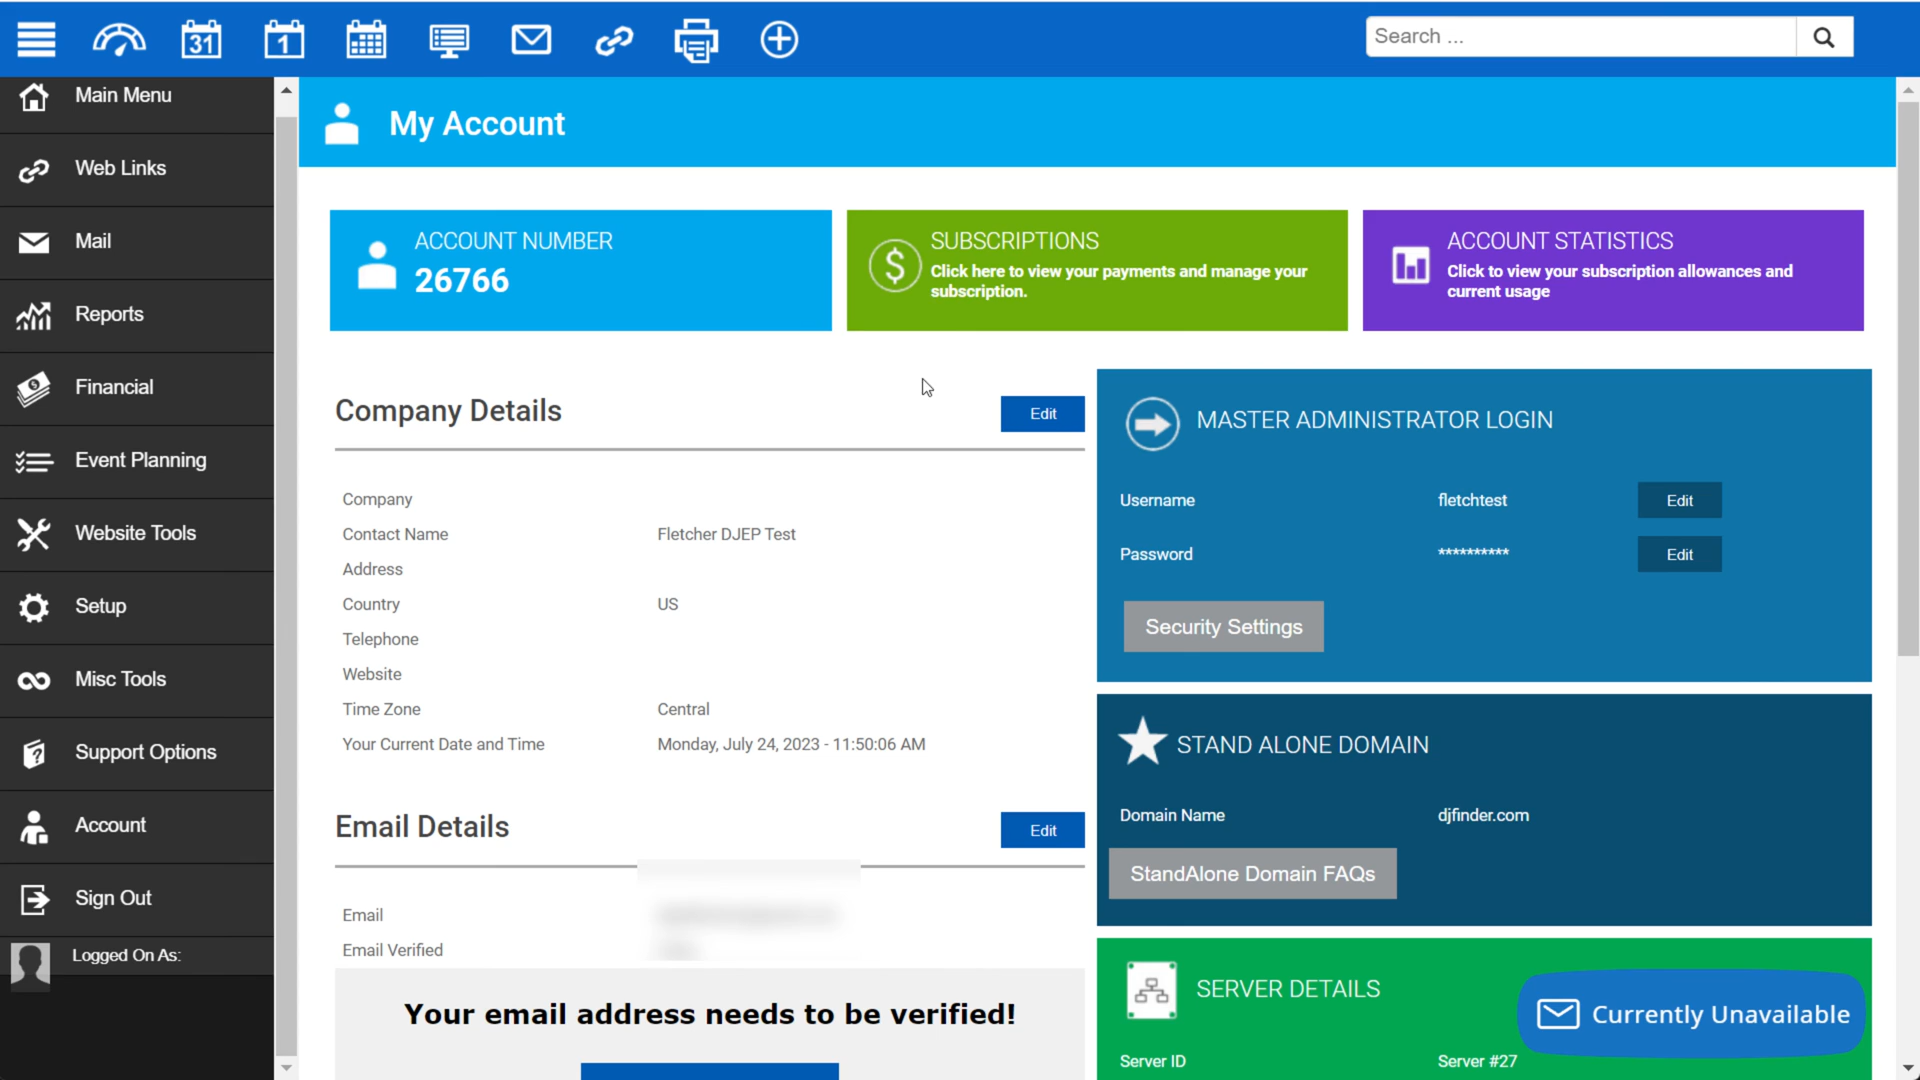 31
1
Search ...
Main Menu
Web Links
Mail
Reports
Financial
Event Planning
Website Tools
Setup
Misc Tools
Support Options
Account
Sign Out
Logged On As:
My Account
ACCOUNT NUMBER
26766
SUBSCRIPTIONS
Click here to view your payments and manage your
subscription.
ACCOUNT STATISTICS
Click to view your subscription allowances and
current usage
Company Details
Edit
Company
Contact Name Fletcher DJEP Test
Address
Country US
Telephone
Website
Time Zone Central
Your Current Date and Time Monday, July 24, 2023 - 11:50:06 AM
Email Details
Edit
Email
Email Verified
Your email address needs to be verified!
MASTER ADMINISTRATOR LOGIN
Username fletchtest Edit
Password ********** Edit
Security Settings
STAND ALONE DOMAIN
Domain Name djfinder.com
StandAlone Domain FAQs
SERVER DETAILS
Server ID Server #27
Currently Unavailable